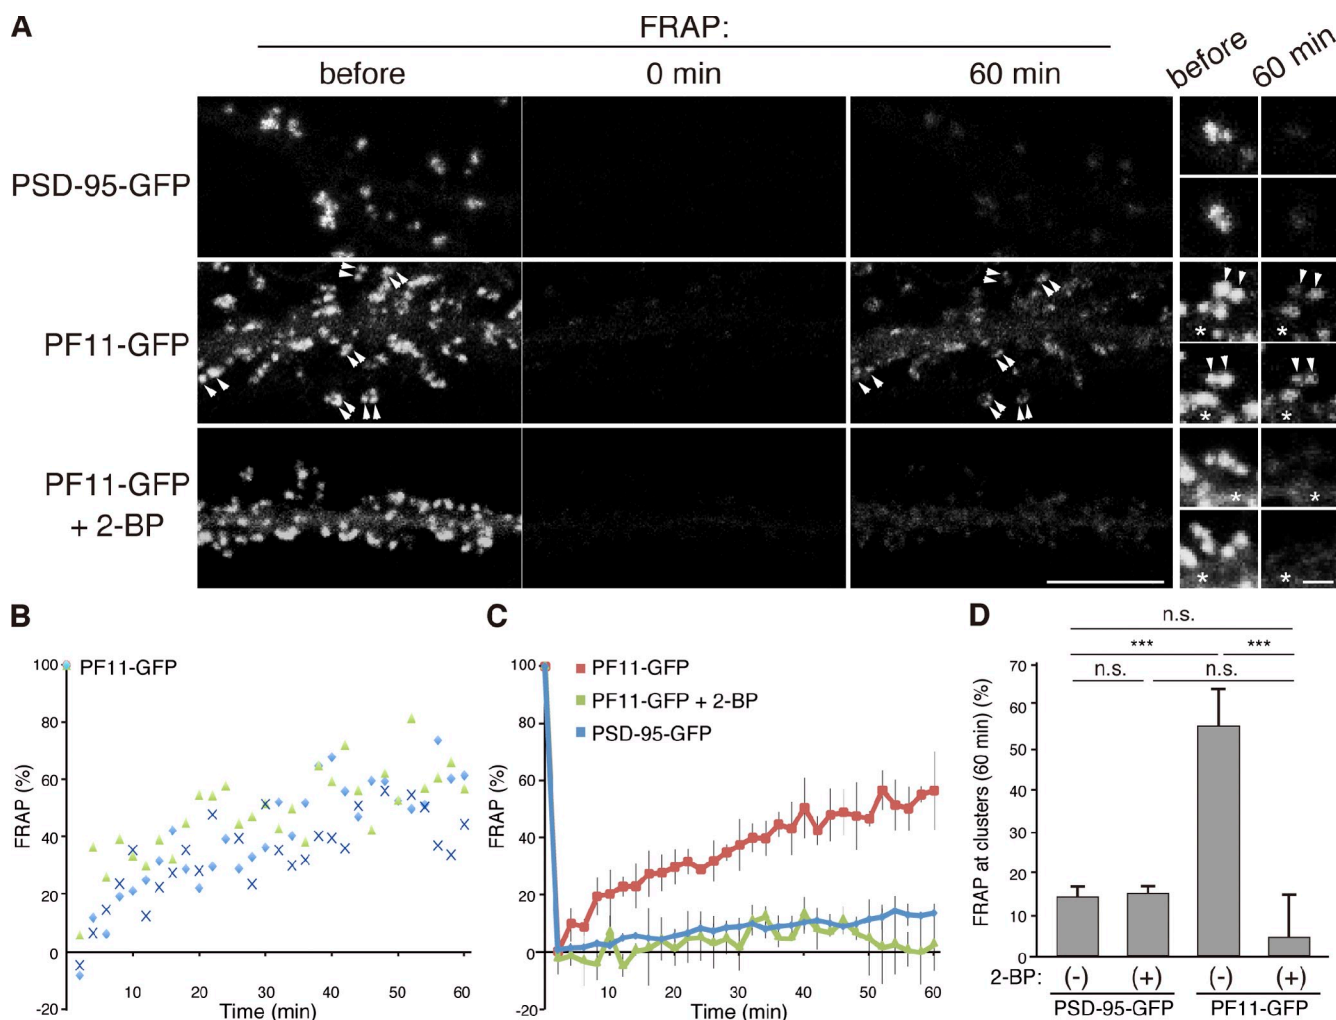 A
FRAP:
before
0 min
60 min
before
60 min
PSD-95-GFP
PF11-GFP
PF11-GFP
+ 2-BP
*
*
*
*
*
*
*
*
B
C
D
PF11-GFP
FRAP (%)
100
80
60
40
20
0
-20
10
20
30
40
50
60
Time (min)
PF11-GFP
PF11-GFP + 2-BP
PSD-95-GFP
FRAP (%)
100
80
60
40
20
0
-20
10
20
30
40
50
60
Time (min)
n.s.
***
***
n.s.
n.s.
FRAP at clusters (60 min) (%)
70
60
50
40
30
20
10
0
2-BP:
(-)
(+)
(-)
(+)
PSD-95-GFP
PF11-GFP